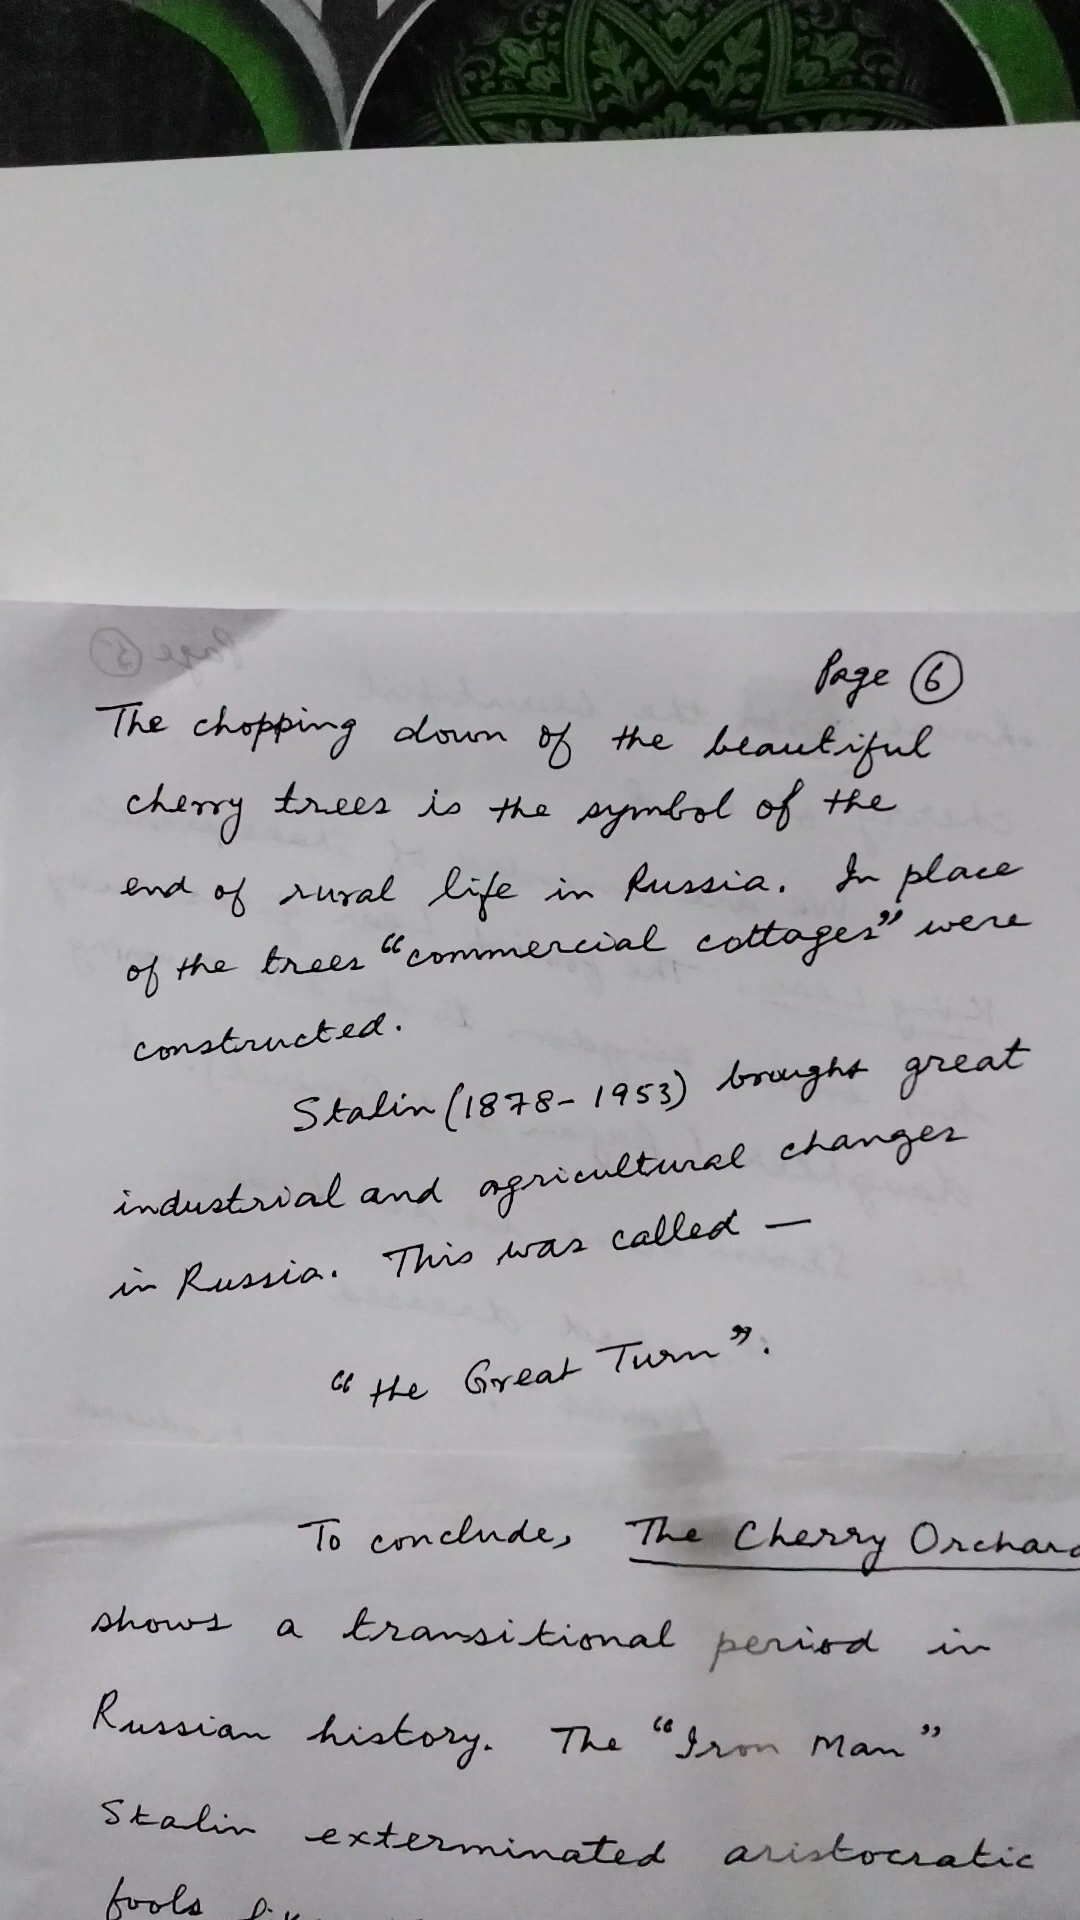 Page 6
The chopping down of the beautiful
cherry trees is the symbol of the
end of rural life in Russia. In place
of the trees "commercial cottages" were
constructed.
Stalin (1878-1953) brought great
industrial and agricultural changes
in Russia. This was called —
"the Great Turn".
To conclude, The Cherry Orchard
shows a transitional period in
Russian history. The "Iron Man"
Stalin exterminated aristocratic
fools